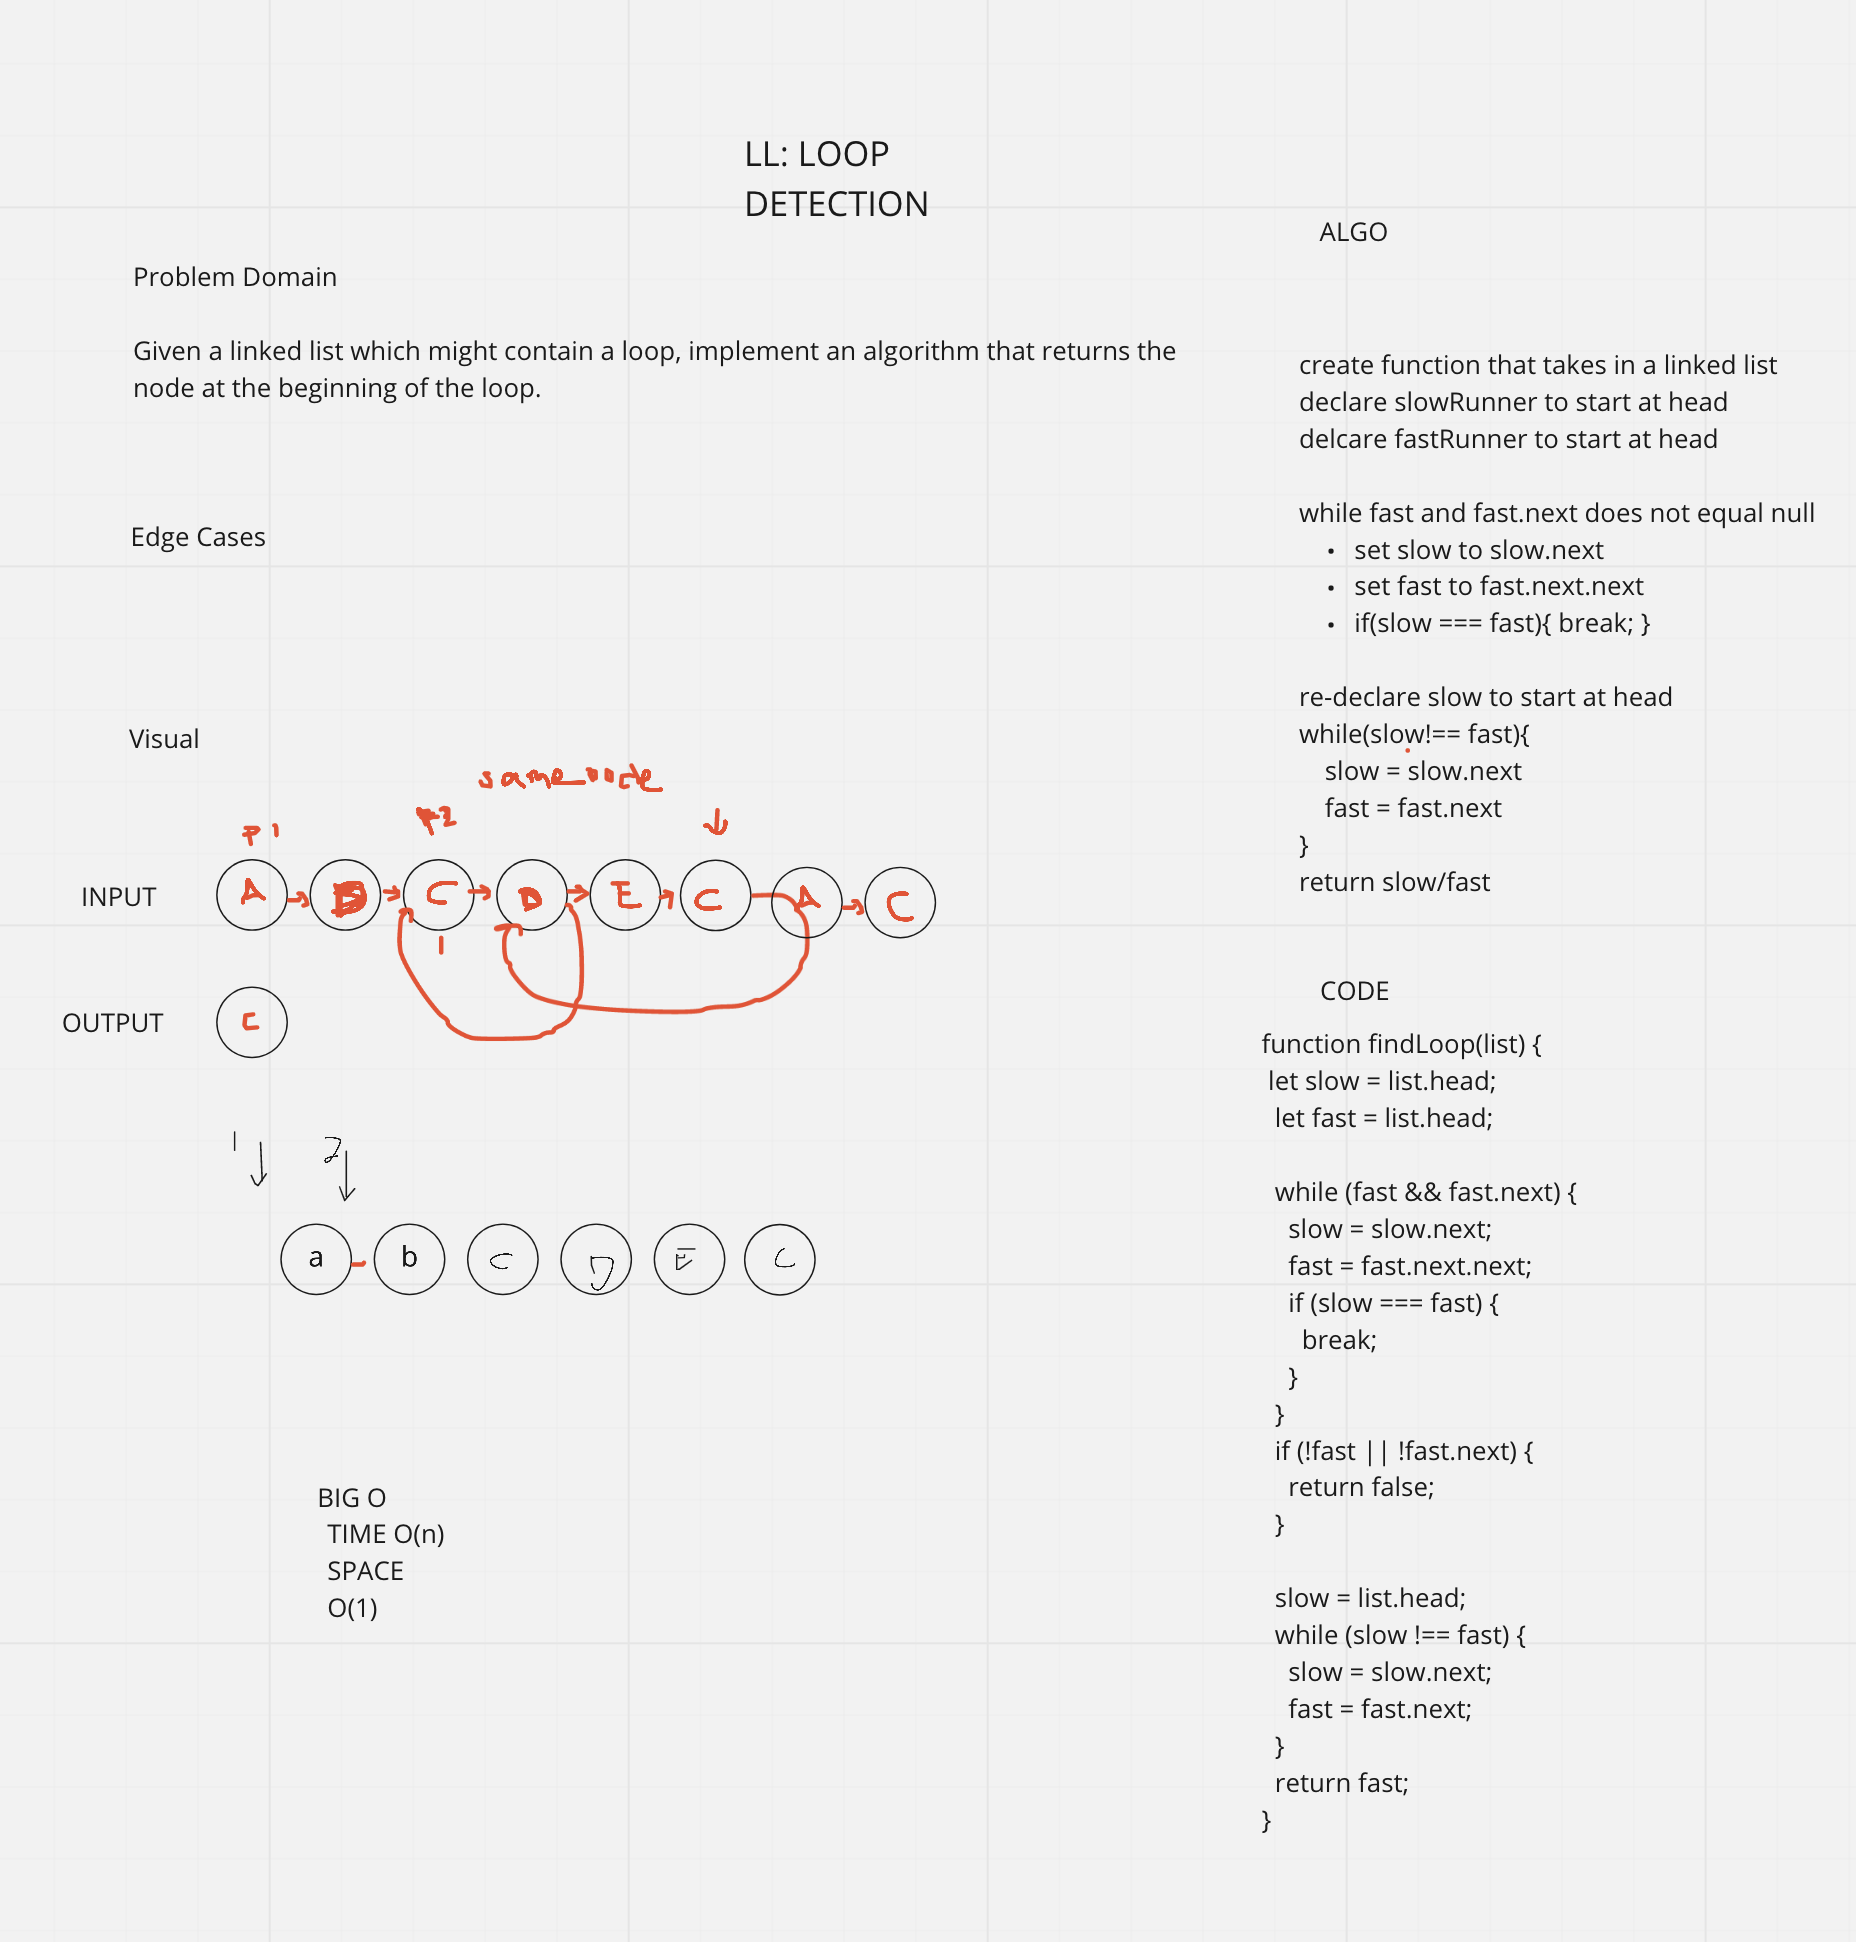 LL: LOOP
DETECTION
Problem Domain
Given a linked list which might contain a loop, implement an algorithm that returns the
node at the beginning of the loop.
Edge Cases
Visual
same node
P1
P2
INPUT
A B C D E C A C
1
OUTPUT
C
1 2
a b C D E C
BIG O
TIME O(n)
SPACE
O(1)
ALGO
create function that takes in a linked list
declare slowRunner to start at head
delcare fastRunner to start at head
while fast and fast.next does not equal null
• set slow to slow.next
• set fast to fast.next.next
• if(slow === fast){ break; }
re-declare slow to start at head
while(slow!== fast){
slow = slow.next
fast = fast.next
}
return slow/fast
CODE
function findLoop(list) {
let slow = list.head;
let fast = list.head;
while (fast && fast.next) {
slow = slow.next;
fast = fast.next.next;
if (slow === fast) {
break;
}
}
if (!fast || !fast.next) {
return false;
}
slow = list.head;
while (slow !== fast) {
slow = slow.next;
fast = fast.next;
}
return fast;
}